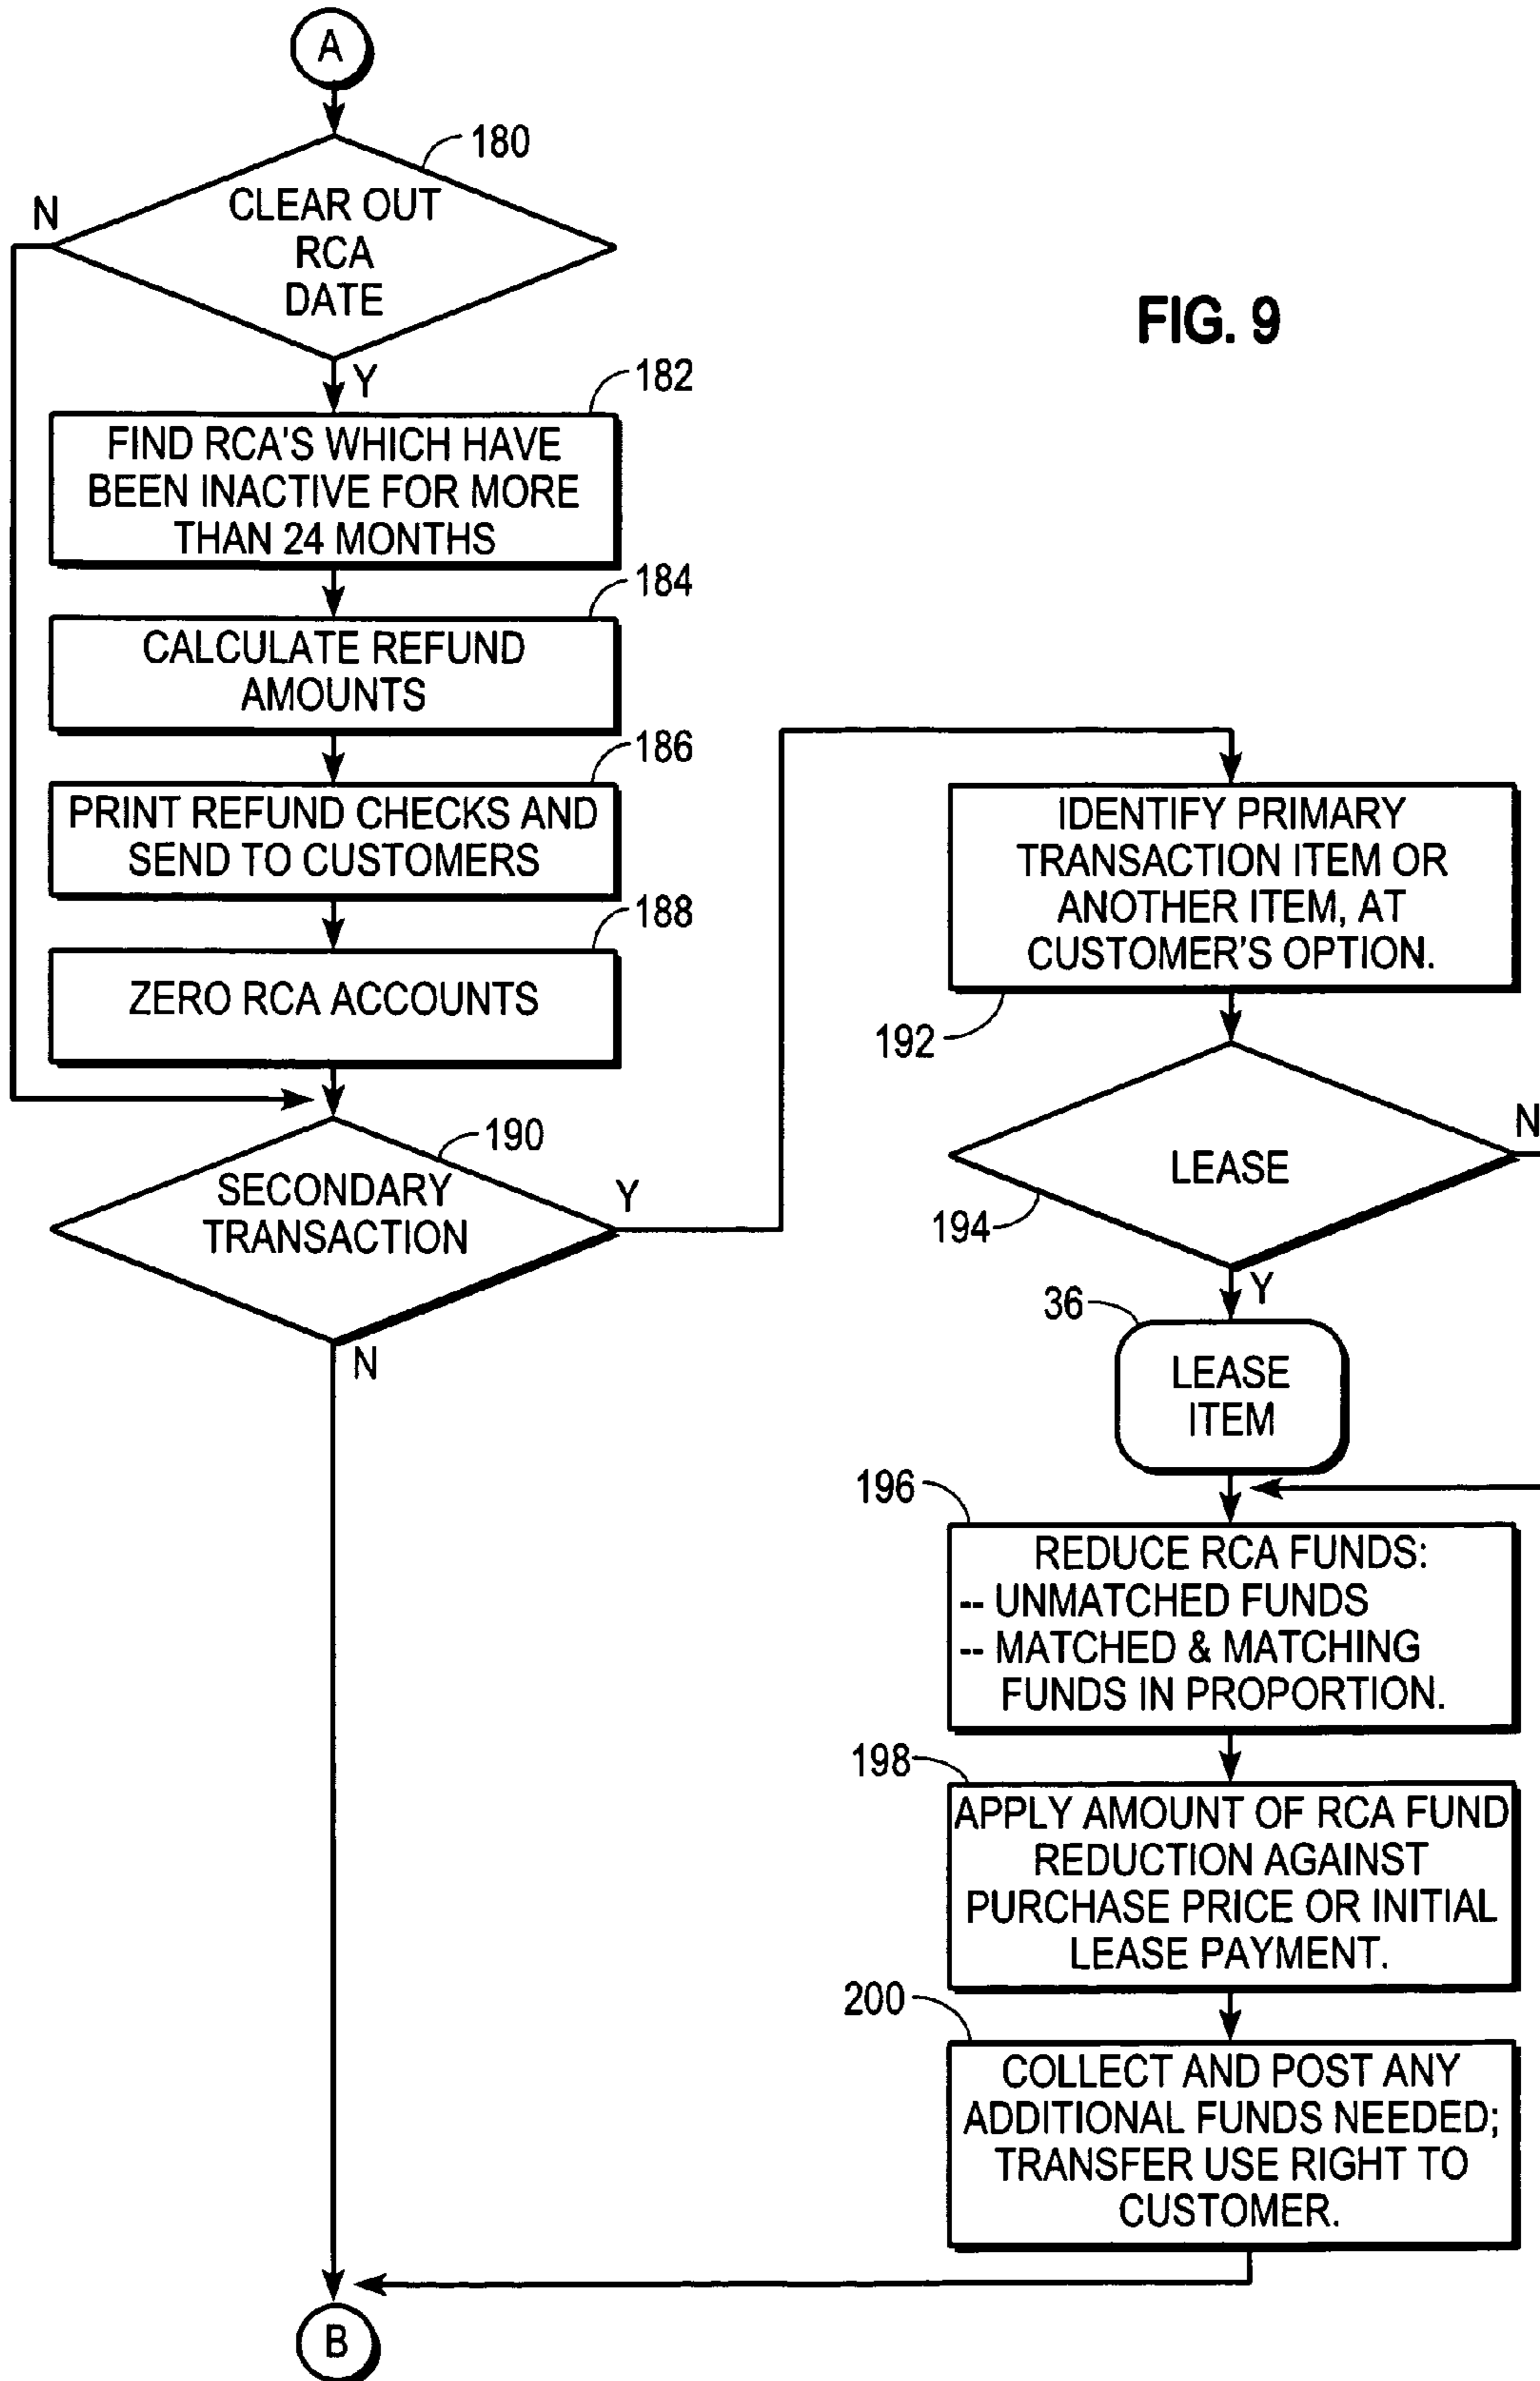 A
180
N
CLEAR OUT
RCA
DATE
FIG. 9
Y
182
FIND RCA'S WHICH HAVE
BEEN INACTIVE FOR MORE
THAN 24 MONTHS
184
CALCULATE REFUND
AMOUNTS
186
PRINT REFUND CHECKS AND
SEND TO CUSTOMERS
188
ZERO RCA ACCOUNTS
190
SECONDARY
TRANSACTION
Y
N
IDENTIFY PRIMARY
TRANSACTION ITEM OR
ANOTHER ITEM, AT
CUSTOMER'S OPTION.
192
N
LEASE
194
Y
36
LEASE
ITEM
196
REDUCE RCA FUNDS:
-- UNMATCHED FUNDS
-- MATCHED & MATCHING
FUNDS IN PROPORTION.
198
APPLY AMOUNT OF RCA FUND
REDUCTION AGAINST
PURCHASE PRICE OR INITIAL
LEASE PAYMENT.
200
COLLECT AND POST ANY
ADDITIONAL FUNDS NEEDED;
TRANSFER USE RIGHT TO
CUSTOMER.
B